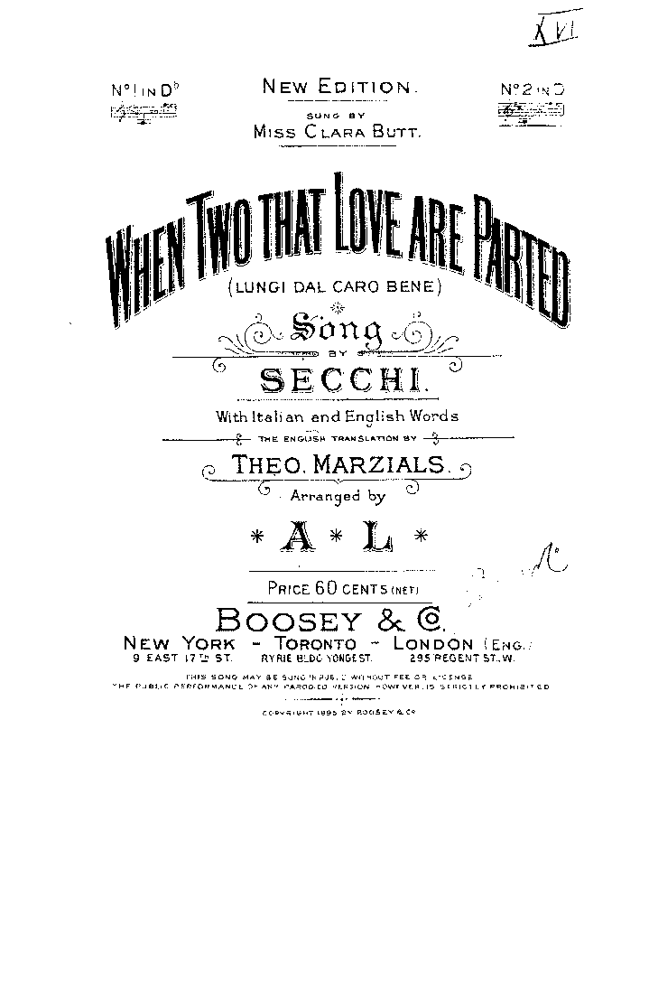 XVI
Nº 1 IN D♭
NEW EDITION.
Nº 2 IN D
SUNG BY
MISS CLARA BUTT.
WHEN TWO THAT LOVE ARE PARTED
(LUNGI DAL CARO BENE)
Song
BY
SECCHI.
With Italian and English Words
THE ENGLISH TRANSLATION BY
THEO. MARZIALS.
Arranged by
* A * L *
PRICE 60 CENTS (NET)
BOOSEY & Co.
NEW YORK – TORONTO – LONDON (ENG.)
9 EAST 17TH ST. RYRIE BLDG YONGE ST. 295 REGENT ST. W.
THIS SONG MAY BE SUNG IN PUBLIC WITHOUT FEE OR LICENSE
THE PUBLIC PERFORMANCE OF ANY PARODIED VERSION HOWEVER, IS STRICTLY PROHIBITED
COPYRIGHT 1895 BY BOOSEY & Co